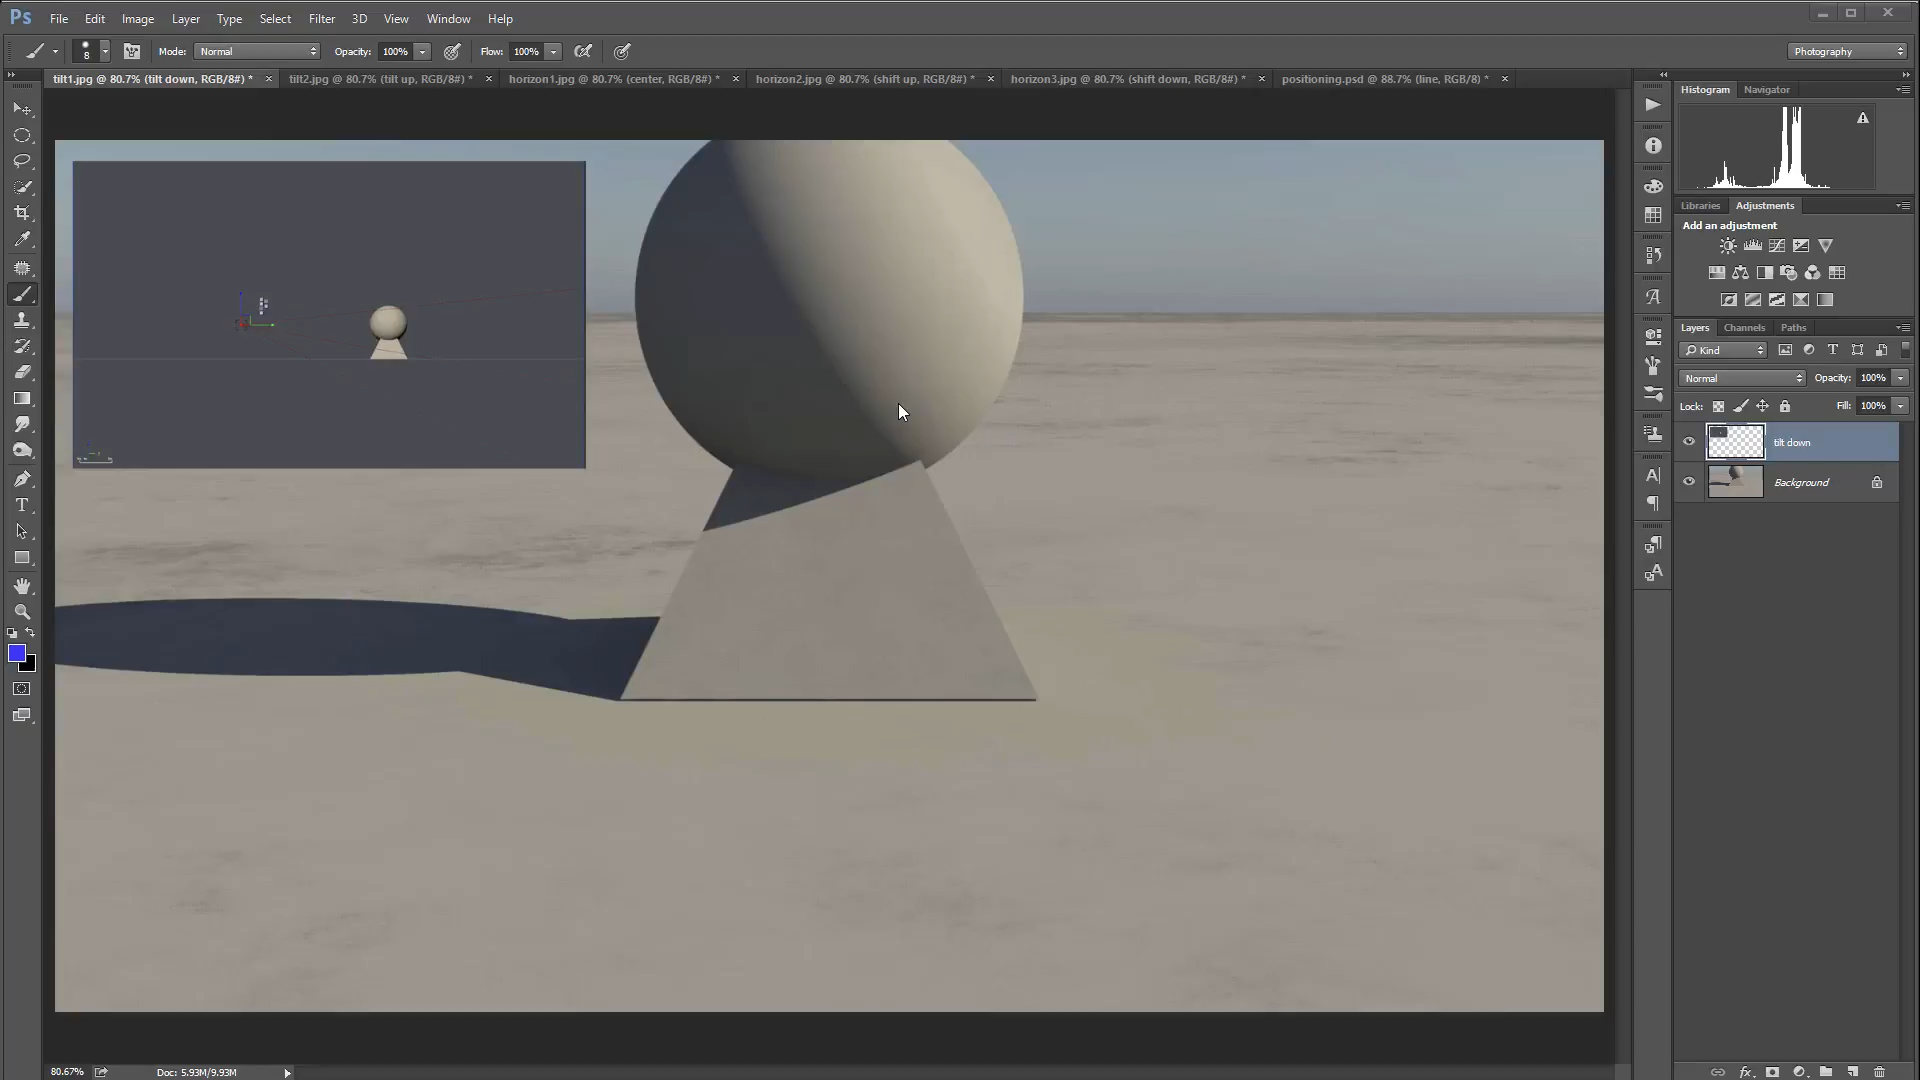 Ps File Edit Image Layer Type Select Filter 3D View Window Help
8 Mode: Normal Opacity: 100% Flow: 100% Photography
tilt1.jpg @ 80.7% (tilt down, RGB/8#) * × tilt2.jpg @ 80.7% (tilt up, RGB/8#) * × horizon1.jpg @ 80.7% (center, RGB/8#) * × horizon2.jpg @ 80.7% (shift up, RGB/8#) * × horizon3.jpg @ 80.7% (shift down, RGB/8#) * × positioning.psd @ 88.7% (line, RGB/8) * ×
Histogram Navigator
Libraries Adjustments
Add an adjustment
Layers Channels Paths
Kind
Normal Opacity: 100%
Lock: Fill: 100%
tilt down
Background
80.67% Doc: 5.93M/9.93M